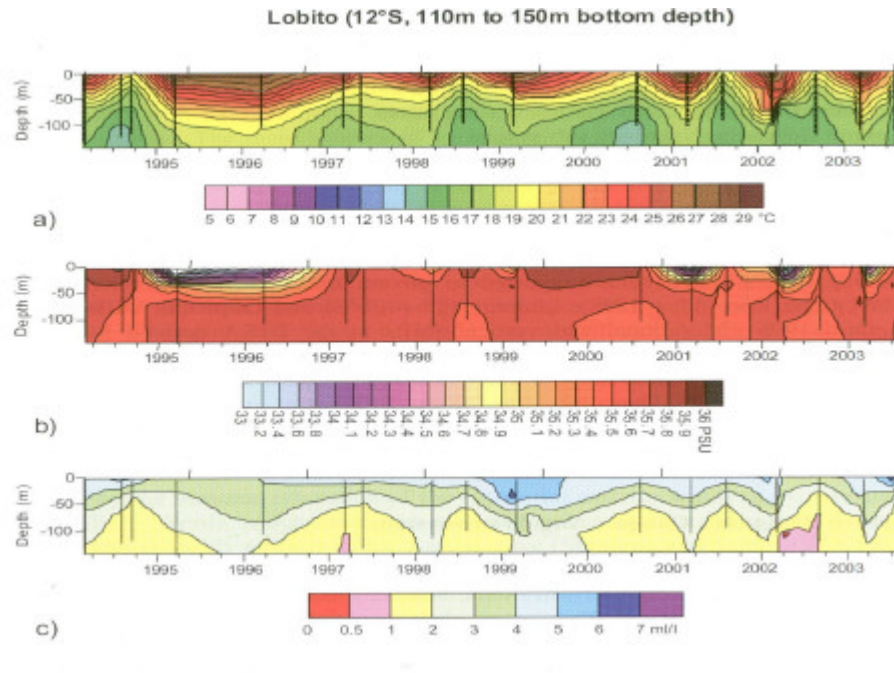 Lobito (12°S, 110m to 150m bottom depth)
Depth (m)
0
-50
-100
1995 1996 1997 1998 1999 2000 2001 2002 2003
a)
5 6 7 8 9 10 11 12 13 14 15 16 17 18 19 20 21 22 23 24 25 26 27 28 29 °C
Depth (m)
0
-50
-100
1995 1996 1997 1998 1999 2000 2001 2002 2003
b)
33 33.2 33.4 33.6 33.8 34 34.1 34.2 34.3 34.4 34.5 34.6 34.7 34.8 34.9 35 35.1 35.2 35.3 35.4 35.5 35.6 35.7 35.8 35.9 36 PSU
Depth (m)
0
-50
-100
1995 1996 1997 1998 1999 2000 2001 2002 2003
c)
0 0.5 1 2 3 4 5 6 7 ml/l